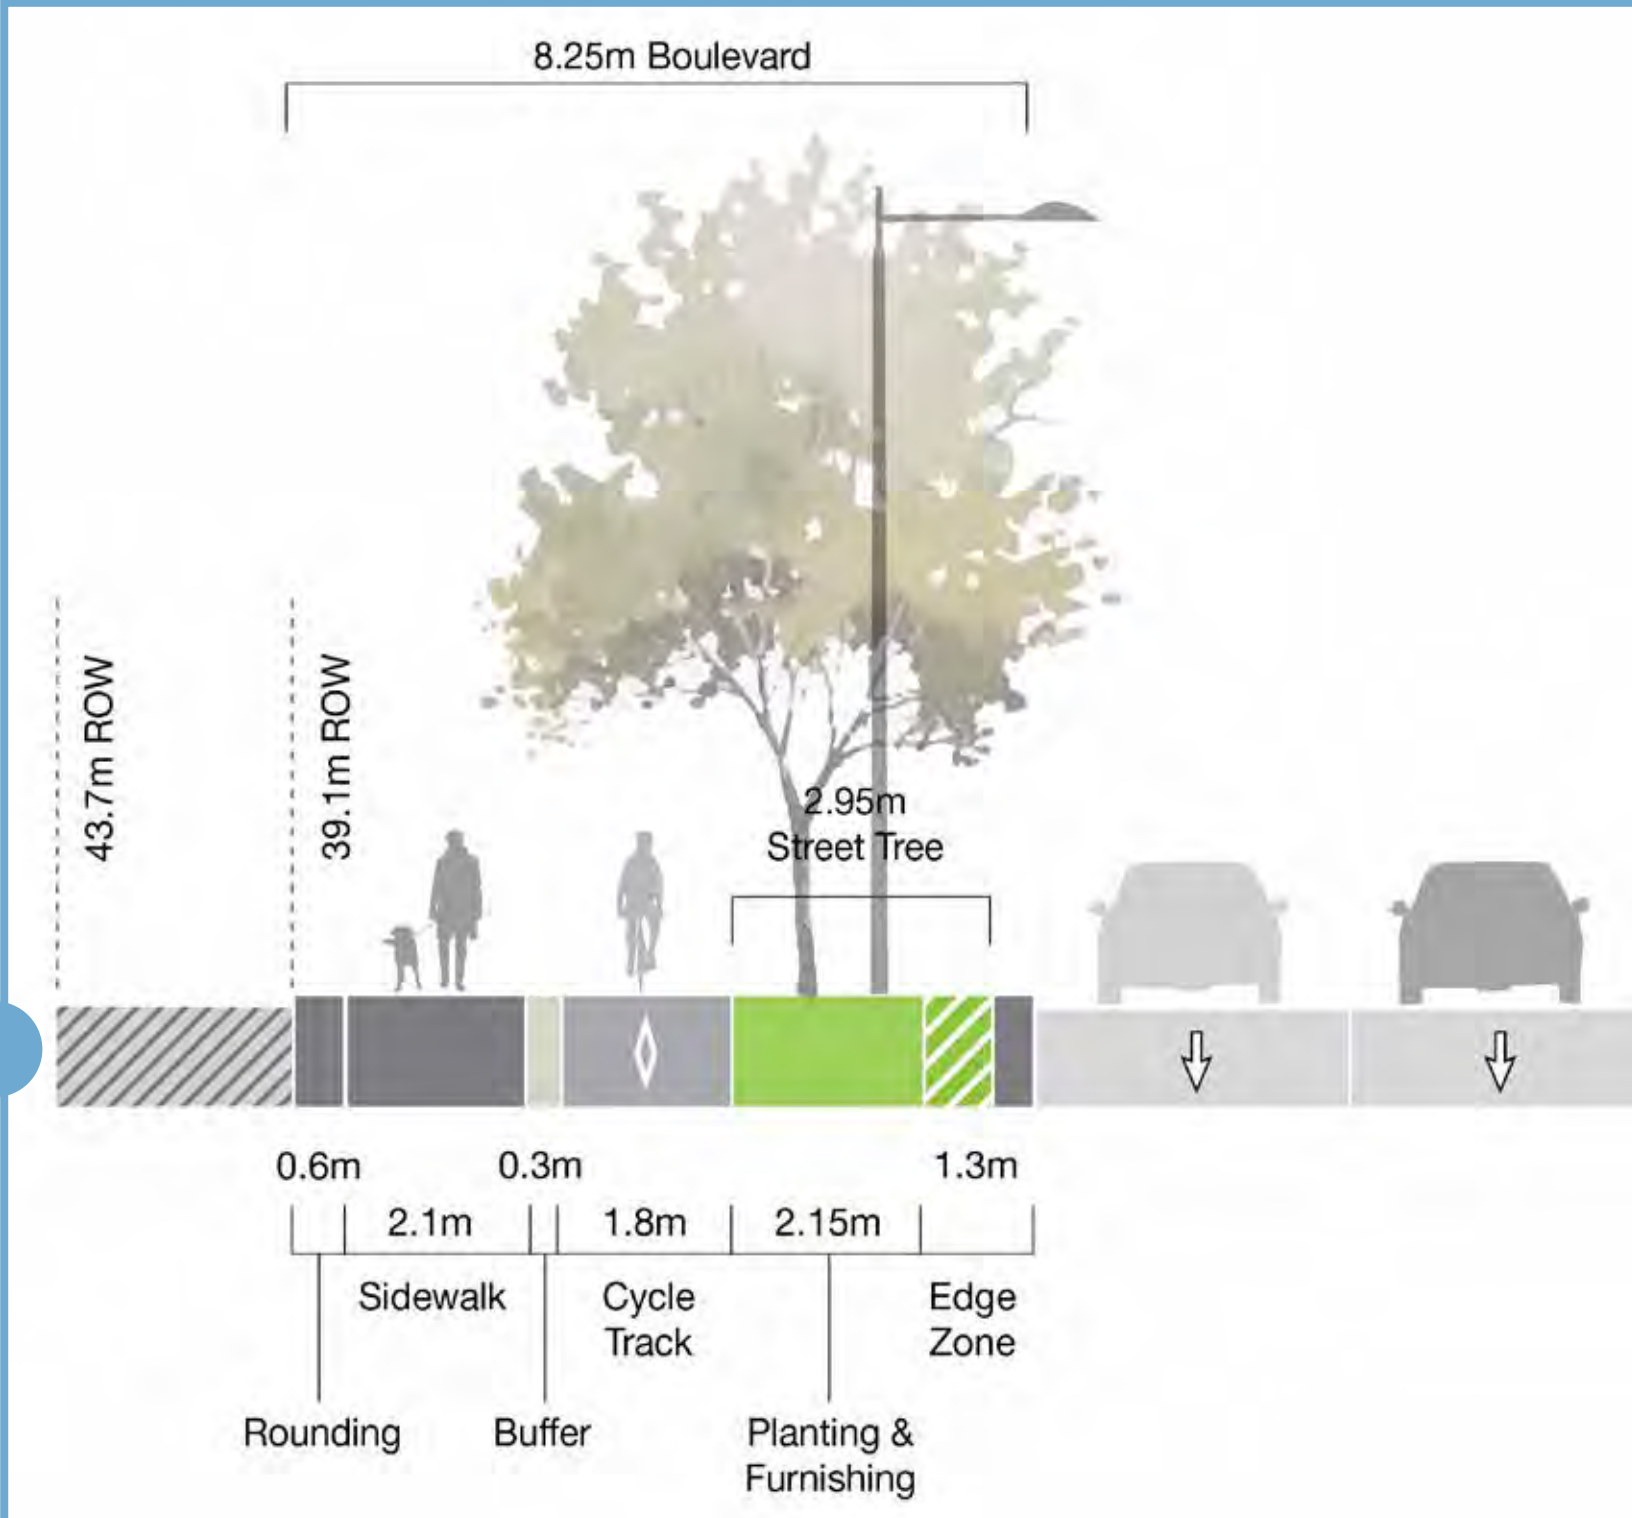 8.25m Boulevard
43.7m ROW
39.1m ROW
2.95m
Street Tree
0.6m
0.3m
1.3m
2.1m
1.8m
2.15m
Sidewalk
Cycle
Track
Edge
Zone
Rounding
Buffer
Planting &
Furnishing